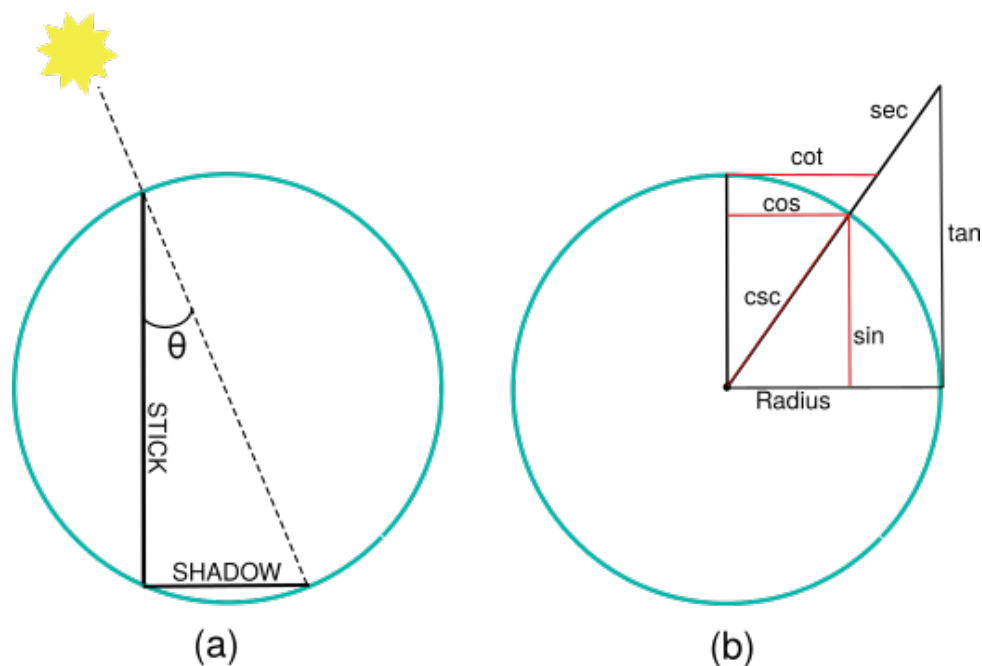 θ
STICK
SHADOW
(a)
sec
cot
cos
tan
csc
sin
Radius
(b)